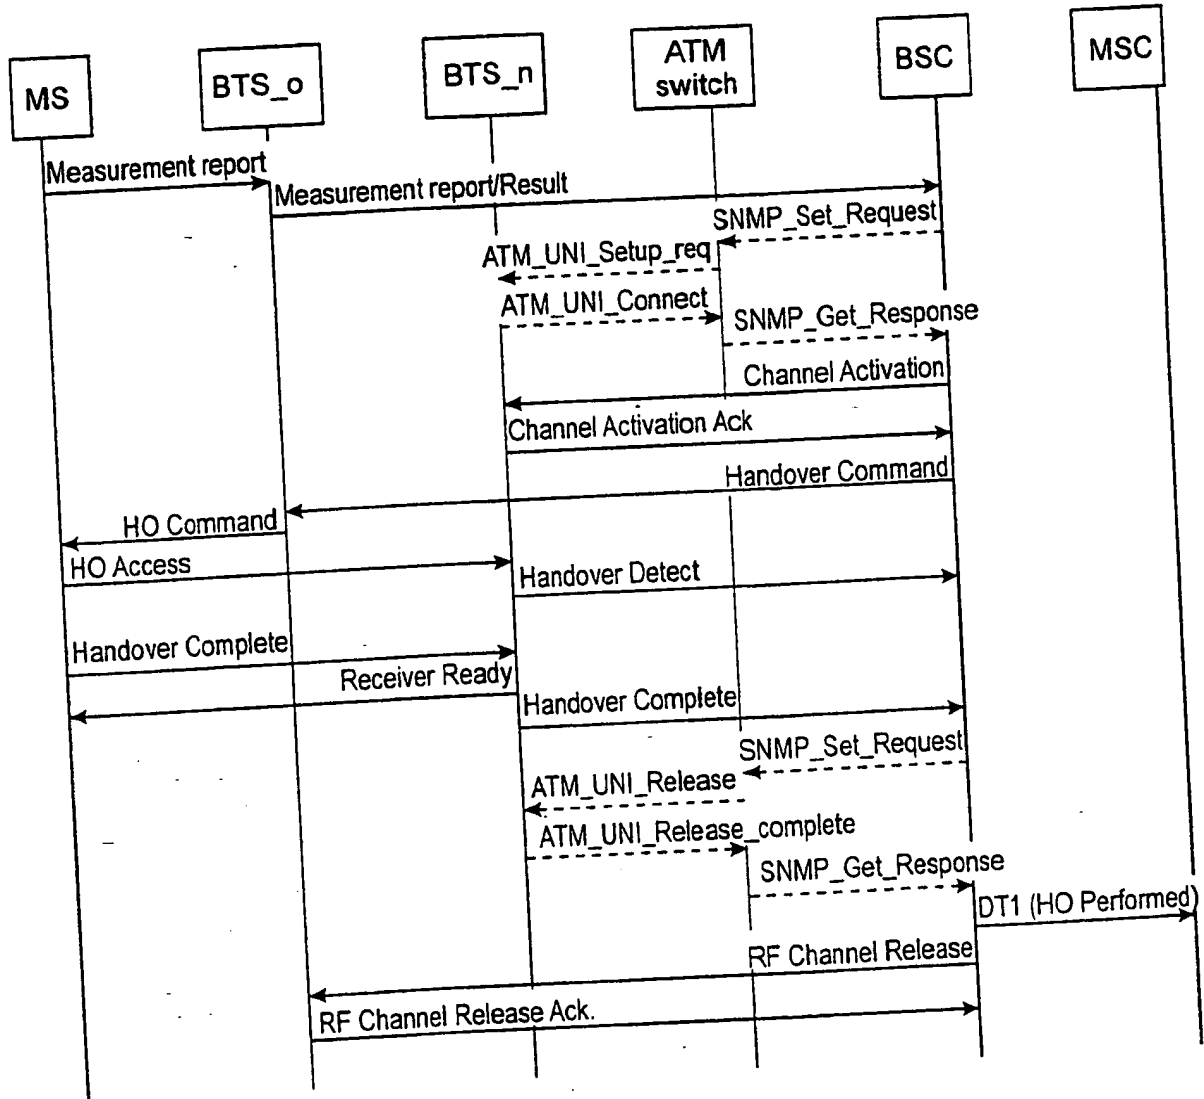 MS
BTS_o
BTS_n
ATM
switch
BSC
MSC
Measurement report
Measurement report/Result
SNMP_Set_Request
ATM_UNI_Setup_req
ATM_UNI_Connect
SNMP_Get_Response
Channel Activation
Channel Activation Ack
Handover Command
HO Command
HO Access
Handover Detect
Handover Complete
Receiver Ready
Handover Complete
SNMP_Set_Request
ATM_UNI_Release
ATM_UNI_Release_complete
SNMP_Get_Response
DT1 (HO Performed)
RF Channel Release
RF Channel Release Ack.